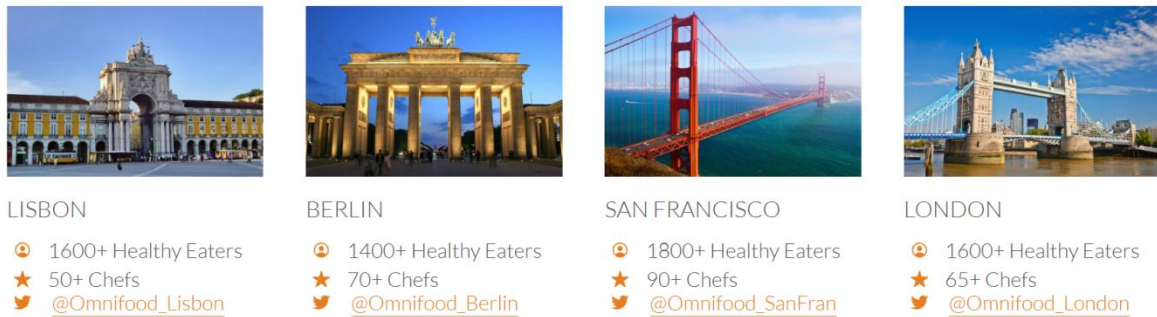 LISBON
1600+ Healthy Eaters
50+ Chefs
@Omnifood_Lisbon
BERLIN
1400+ Healthy Eaters
70+ Chefs
@Omnifood_Berlin
SAN FRANCISCO
1800+ Healthy Eaters
90+ Chefs
@Omnifood_SanFran
LONDON
1600+ Healthy Eaters
65+ Chefs
@Omnifood_London